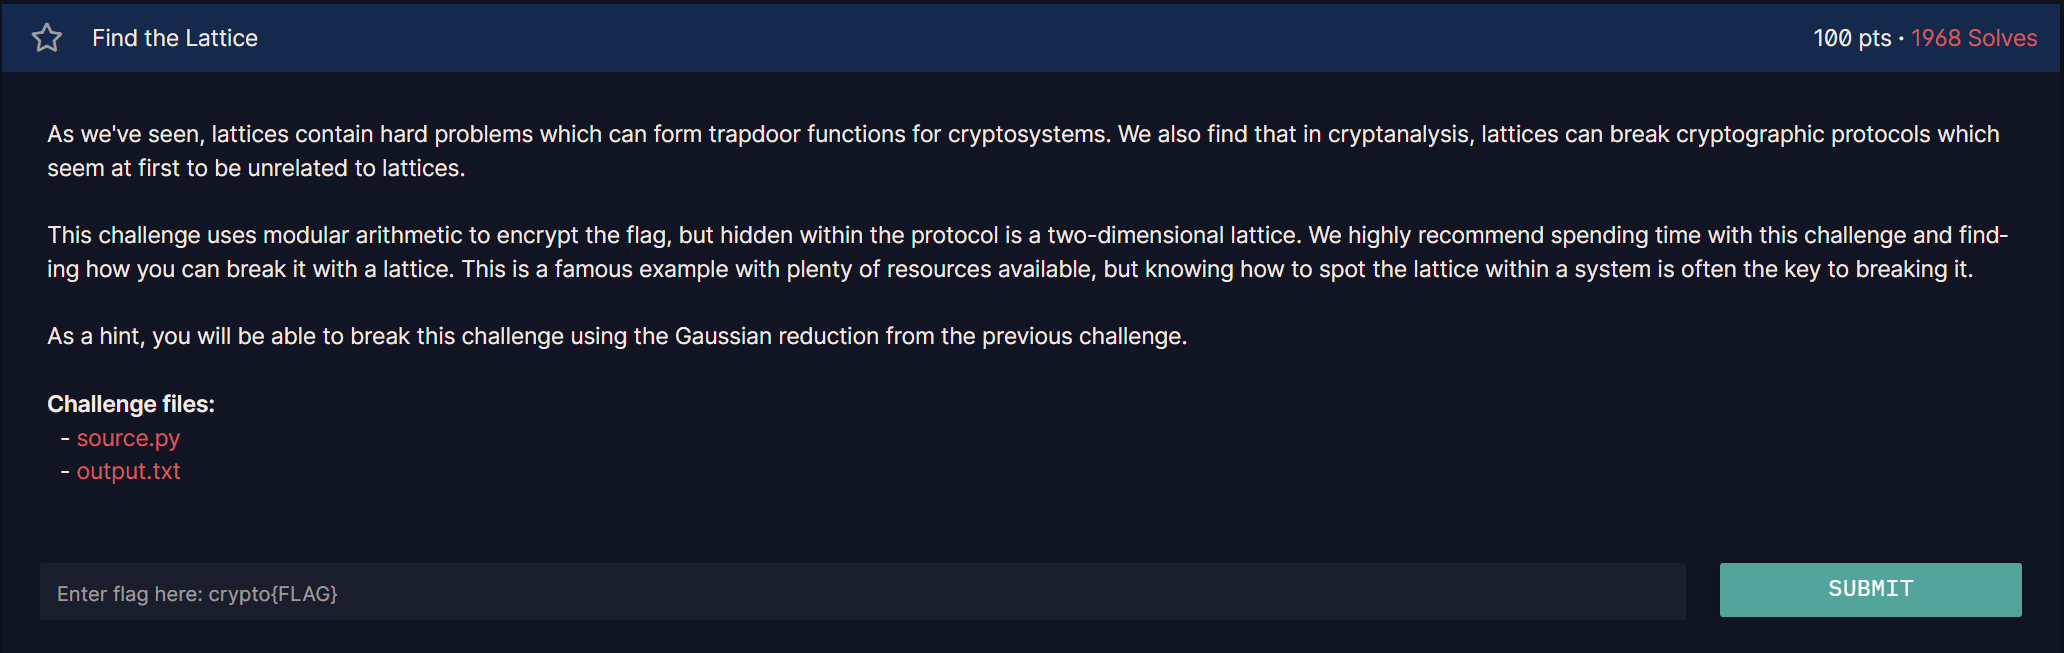 Find the Lattice
100 pts · 1968 Solves
As we've seen, lattices contain hard problems which can form trapdoor functions for cryptosystems. We also find that in cryptanalysis, lattices can break cryptographic protocols which
seem at first to be unrelated to lattices.
This challenge uses modular arithmetic to encrypt the flag, but hidden within the protocol is a two-dimensional lattice. We highly recommend spending time with this challenge and find-
ing how you can break it with a lattice. This is a famous example with plenty of resources available, but knowing how to spot the lattice within a system is often the key to breaking it.
As a hint, you will be able to break this challenge using the Gaussian reduction from the previous challenge.
Challenge files:
- source.py
- output.txt
Enter flag here: crypto{FLAG}
SUBMIT